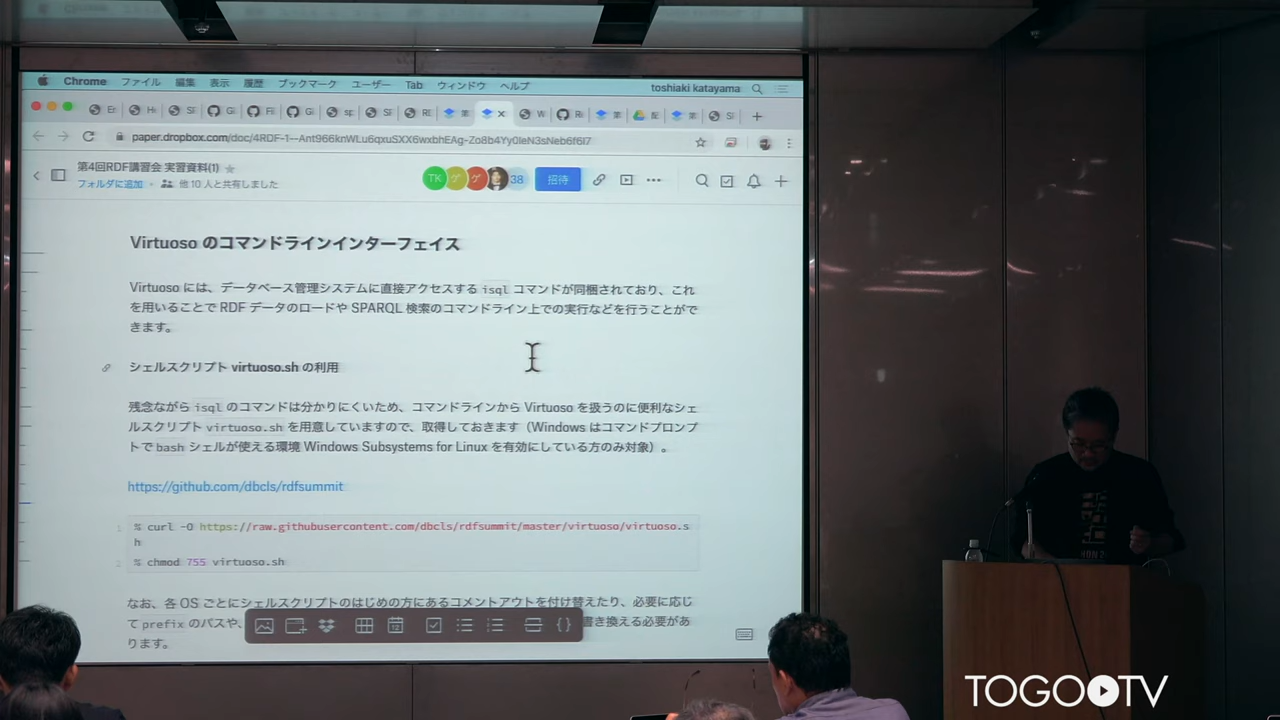 Chrome ファイル 編集 表示 履歴 ブックマーク ユーザー Tab ウィンドウ ヘルプ toshiaki katayama
paper.dropbox.com/doc/4RDF-1--Ant966knWLu6qxuSXX6wxbhEAg-Zo8b4Yy0leN3sNeb6f6I7
第4回RDF講習会 実習資料(1)
フォルダに追加 · 他 10 人と共有しました
TK 38 招待
Virtuoso のコマンドラインインターフェイス
Virtuoso には、データベース管理システムに直接アクセスする isql コマンドが同梱されており、これ
を用いることで RDF データのロードや SPARQL 検索のコマンドライン上での実行などを行うことがで
きます。
シェルスクリプト virtuoso.sh の利用
残念ながら isql のコマンドは分かりにくいため、コマンドラインから Virtuoso を扱うのに便利なシェ
ルスクリプト virtuoso.sh を用意していますので、取得しておきます（Windows はコマンドプロンプ
トで bash シェルが使える環境 Windows Subsystems for Linux を有効にしている方のみ対象）。
https://github.com/dbcls/rdfsummit
1 % curl -O https://raw.githubusercontent.com/dbcls/rdfsummit/master/virtuoso/virtuoso.s
h
2 % chmod 755 virtuoso.sh
なお、各 OS ごとにシェルスクリプトのはじめの方にあるコメントアウトを付け替えたり、必要に応じ
て prefix のパスや、 書き換える必要があ
ります。
TOGOTV